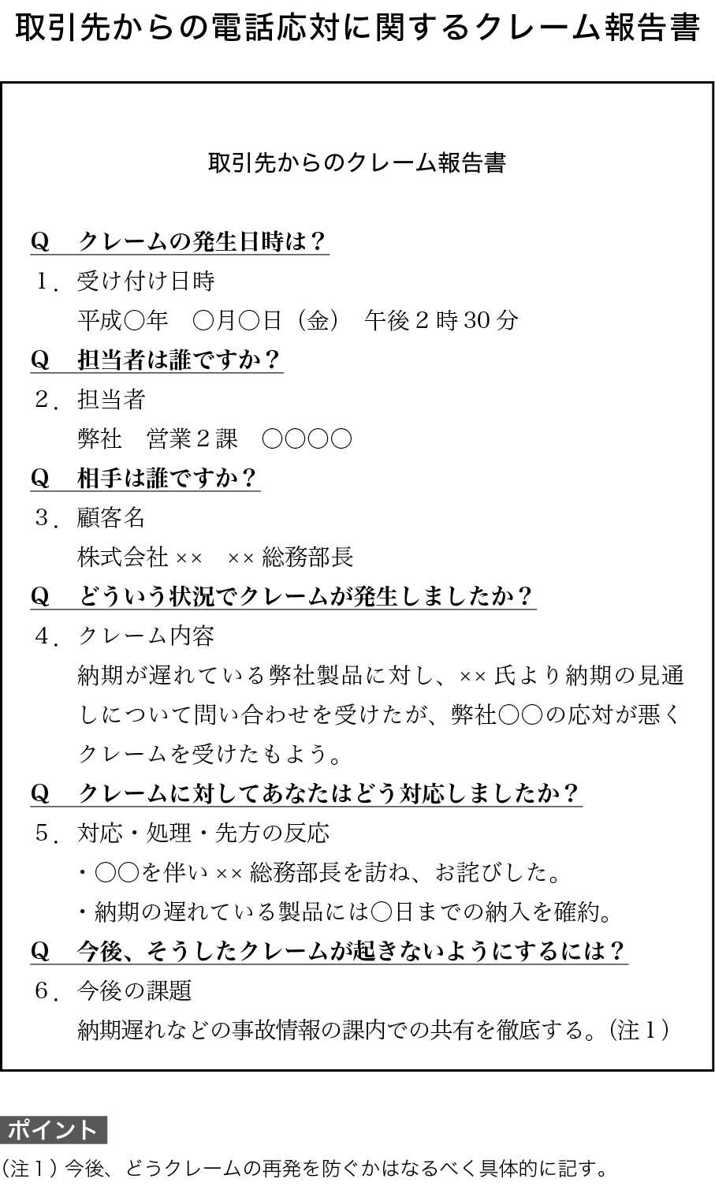 取引先からの電話応対に関するクレーム報告書
取引先からのクレーム報告書
Q　クレームの発生日時は？
１．受け付け日時
平成〇年　〇月〇日（金）　午後２時30分
Q　担当者は誰ですか？
２．担当者
弊社　営業２課　〇〇〇〇
Q　相手は誰ですか？
３．顧客名
株式会社××　××総務部長
Q　どういう状況でクレームが発生しましたか？
４．クレーム内容
納期が遅れている弊社製品に対し、××氏より納期の見通
しについて問い合わせを受けたが、弊社〇〇の応対が悪く
クレームを受けたもよう。
Q　クレームに対してあなたはどう対応しましたか？
５．対応・処理・先方の反応
・〇〇を伴い××総務部長を訪ね、お詫びした。
・納期の遅れている製品には〇日までの納入を確約。
Q　今後、そうしたクレームが起きないようにするには？
６．今後の課題
納期遅れなどの事故情報の課内での共有を徹底する。（注１）
ポイント
（注１）今後、どうクレームの再発を防ぐかはなるべく具体的に記す。